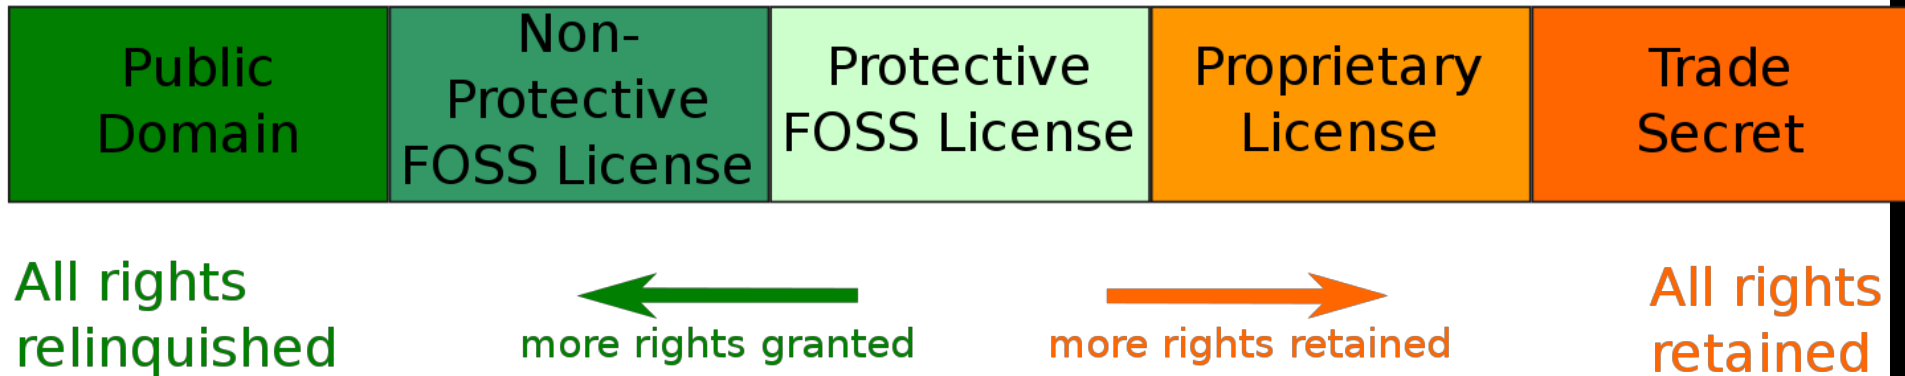 Public
Domain
Non-
Protective
FOSS License
Protective
FOSS License
Proprietary
License
Trade
Secret
All rights
relinquished
more rights granted
more rights retained
All rights
retained